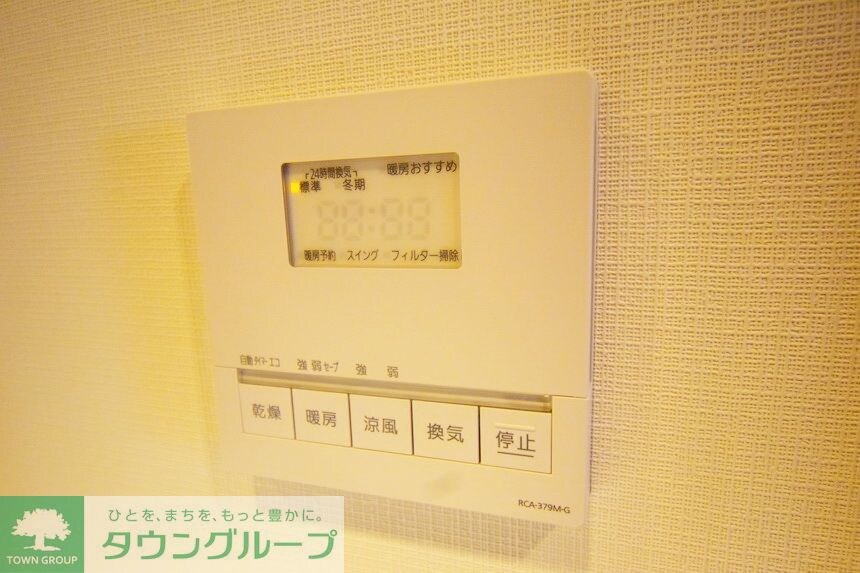 ┌24時間換気┐ 暖房おすすめ
標準 冬期
88:88
暖房予約 スイング フィルター掃除
自動 タイマー エコ 強 弱 セーブ 強 弱
乾燥 暖房 涼風 換気 停止
RCA-379M-G
ひとを、まちを、もっと豊かに。
タウングループ
TOWN GROUP